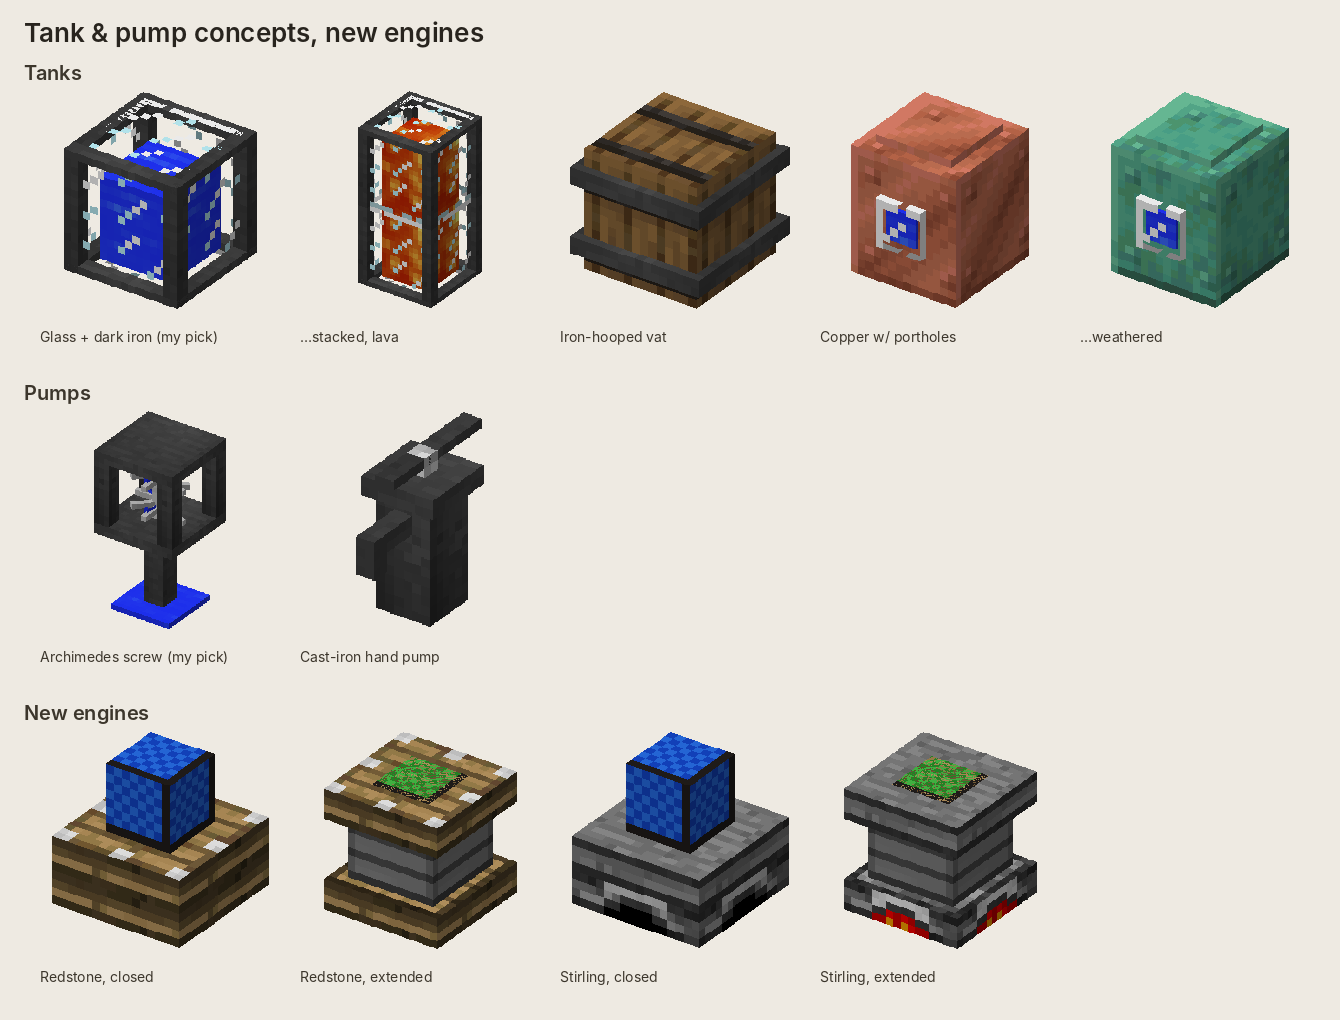 Tank & pump concepts, new engines
Tanks
Glass + dark iron (my pick)
...stacked, lava
Iron-hooped vat
Copper w/ portholes
...weathered
Pumps
Archimedes screw (my pick)
Cast-iron hand pump
New engines
Redstone, closed
Redstone, extended
Stirling, closed
Stirling, extended